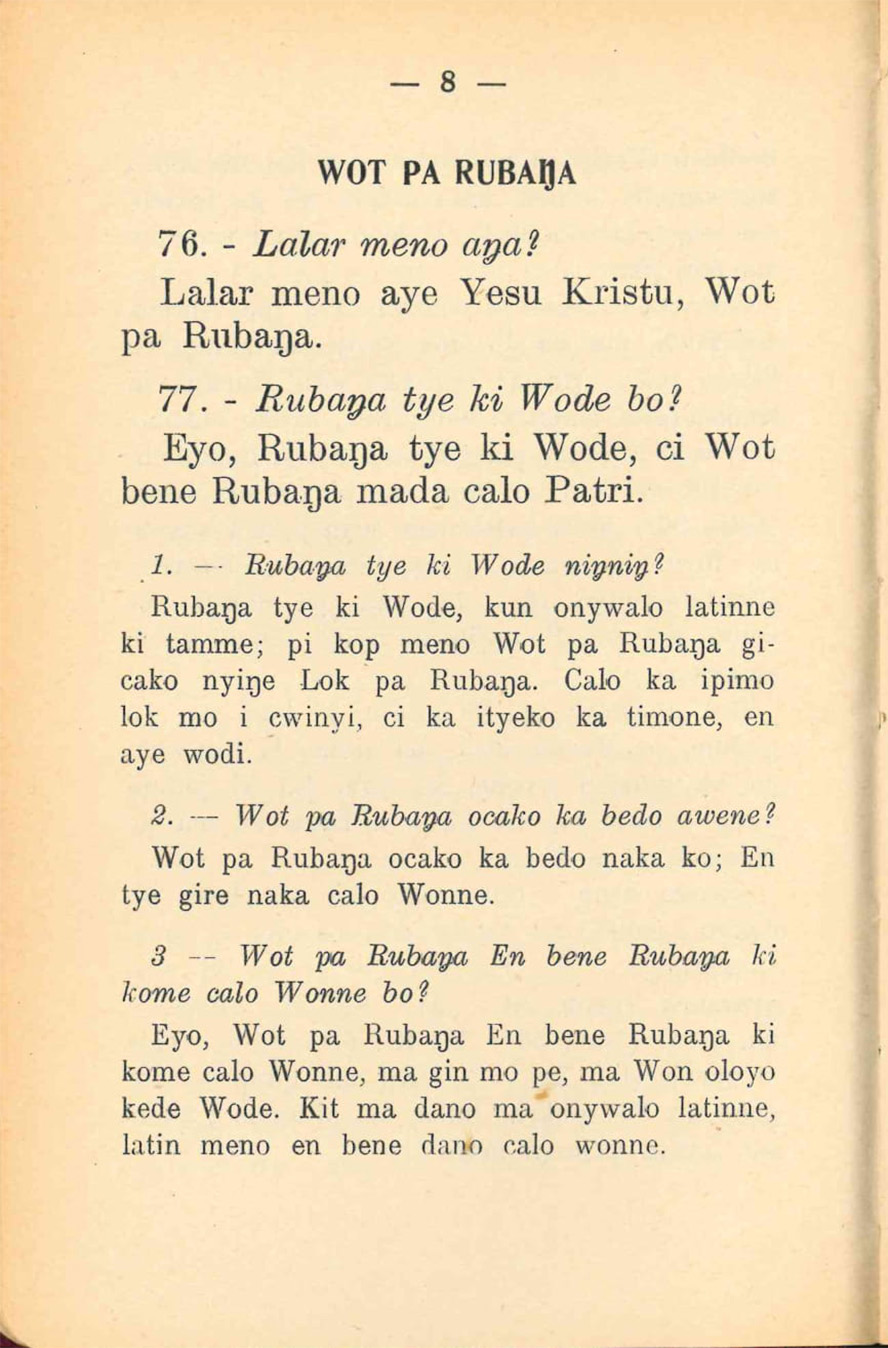 — 8 —
WOT PA RUBAŊA
76. - Lalar meno aŋa?
Lalar meno aye Yesu Kristu, Wot
pa Rubaŋa.
77. - Rubaŋa tye ki Wode bo?
Eyo, Rubaŋa tye ki Wode, ci Wot
bene Rubaŋa mada calo Patri.
1. — Rubaŋa tye ki Wode niŋniŋ?
Rubaŋa tye ki Wode, kun onywalo latinne
ki tamme; pi kop meno Wot pa Rubaŋa gi-
cako nyiŋe Lok pa Rubaŋa. Calo ka ipimo
lok mo i cwinyi, ci ka ityeko ka timone, en
aye wodi.
2. — Wot pa Rubaŋa ocako ka bedo awene?
Wot pa Rubaŋa ocako ka bedo naka ko; En
tye gire naka calo Wonne.
3 -- Wot pa Rubaŋa En bene Rubaŋa ki
kome calo Wonne bo?
Eyo, Wot pa Rubaŋa En bene Rubaŋa ki
kome calo Wonne, ma gin mo pe, ma Won oloyo
kede Wode. Kit ma dano ma onywalo latinne,
latin meno en bene dano calo wonne.